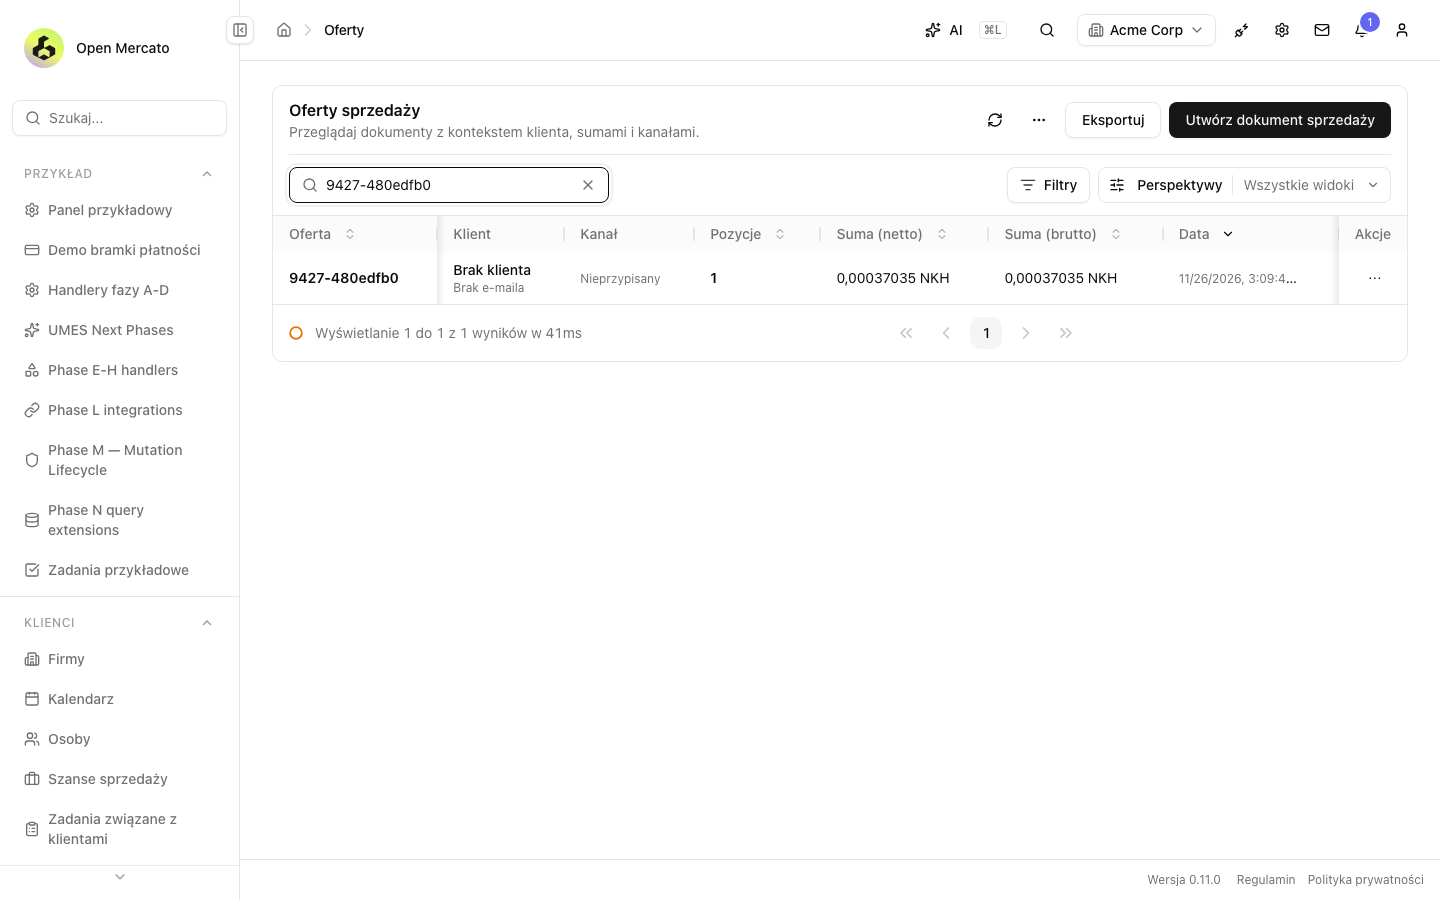 Open Mercato
Szukaj...
PRZYKŁAD
Panel przykładowy
Demo bramki płatności
Handlery fazy A-D
UMES Next Phases
Phase E-H handlers
Phase L integrations
Phase M — Mutation
Lifecycle
Phase N query
extensions
Zadania przykładowe
KLIENCI
Firmy
Kalendarz
Osoby
Szanse sprzedaży
Zadania związane z
klientami
Oferty
AI ⌘L
Acme Corp
1
Oferty sprzedaży
Przeglądaj dokumenty z kontekstem klienta, sumami i kanałami.
Eksportuj
Utwórz dokument sprzedaży
9427-480edfb0
Filtry
Perspektywy Wszystkie widoki
Oferta Klient Kanał Pozycje Suma (netto) Suma (brutto) Data Akcje
9427-480edfb0 Brak klienta Nieprzypisany 1 0,00037035 NKH 0,00037035 NKH 11/26/2026, 3:09:4...
Brak e-maila
Wyświetlanie 1 do 1 z 1 wyników w 41ms
1
Wersja 0.11.0 Regulamin Polityka prywatności